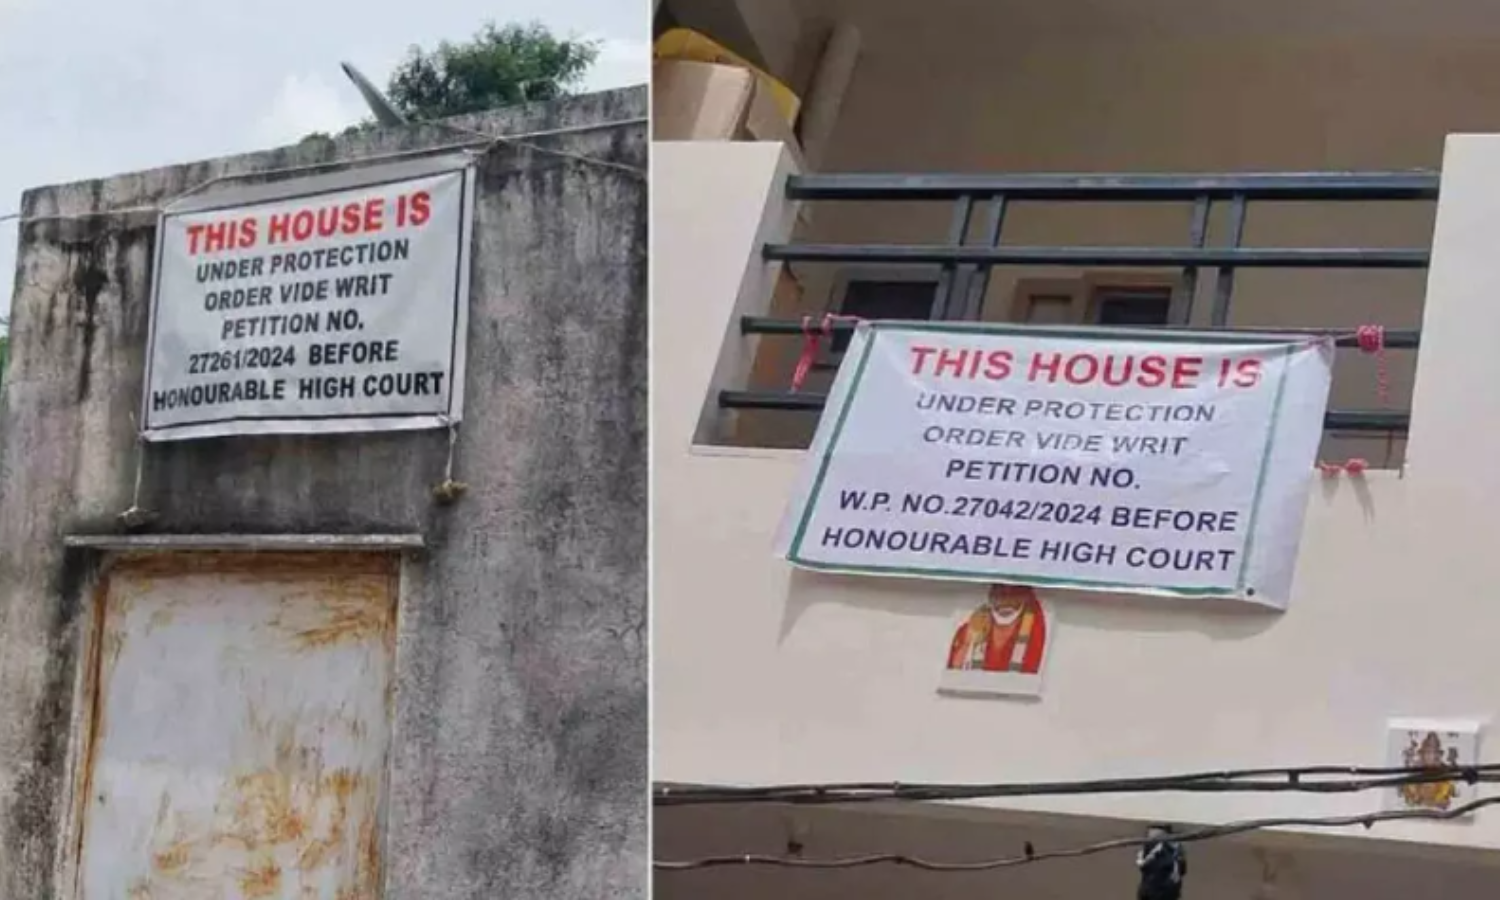 THIS HOUSE IS
UNDER PROTECTION
ORDER VIDE WRIT
PETITION NO.
27261/2024 BEFORE
HONOURABLE HIGH COURT
THIS HOUSE IS
UNDER PROTECTION
ORDER VIDE WRIT
PETITION NO.
W.P. NO.27042/2024 BEFORE
HONOURABLE HIGH COURT